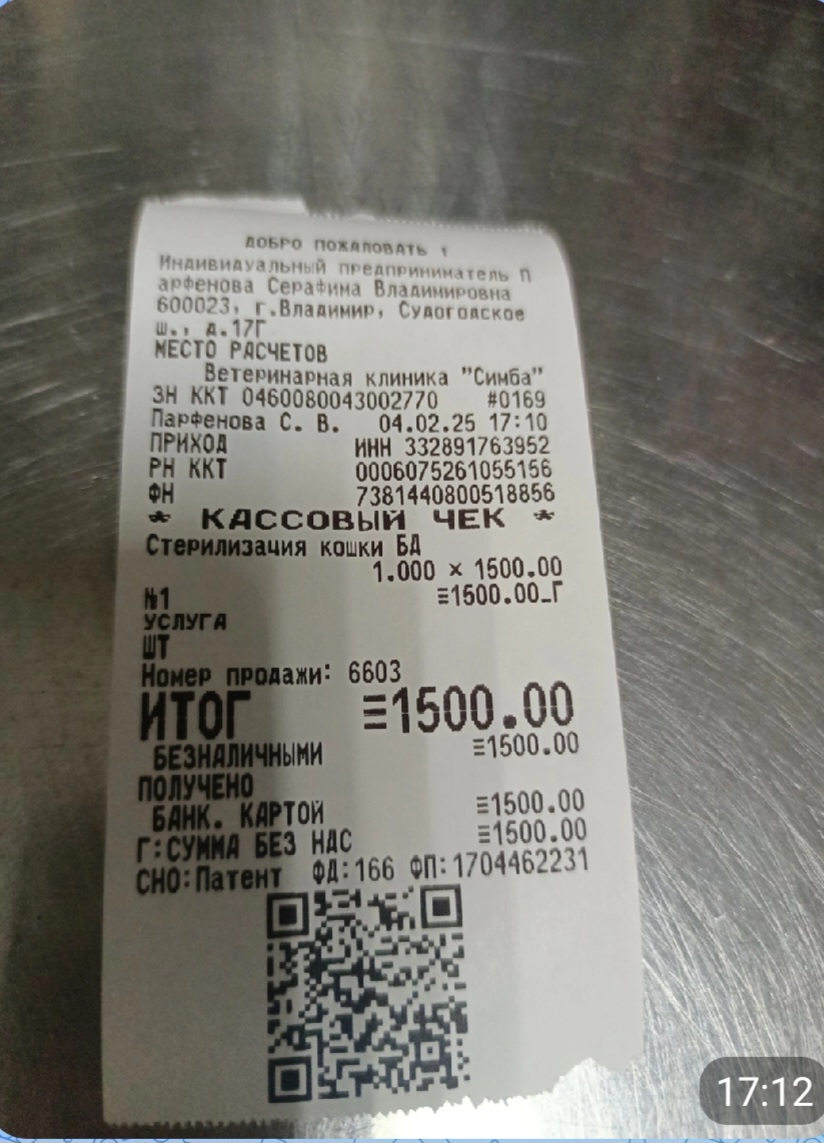 ДОБРО ПОЖАЛОВАТЬ !
Индивидуальный предприниматель П
арфенова Серафима Владимировна
600023, г.Владимир, Судогодское
ш., д.17Г
МЕСТО РАСЧЕТОВ
Ветеринарная клиника "Симба"
ЗН ККТ 0460080043002770 #0169
Парфенова С. В. 04.02.25 17:10
ПРИХОД ИНН 332891763952
РН ККТ 0006075261055156
ФН 7381440800518856
* КАССОВЫЙ ЧЕК *
Стерилизация кошки БД
1.000 × 1500.00
№1 ≡1500.00_Г
УСЛУГА
ШТ
Номер продажи: 6603
ИТОГ ≡1500.00
БЕЗНАЛИЧНЫМИ ≡1500.00
ПОЛУЧЕНО
БАНК. КАРТОЙ ≡1500.00
Г:СУММА БЕЗ НДС ≡1500.00
СНО:Патент ФД:166 ФП:1704462231
17:12